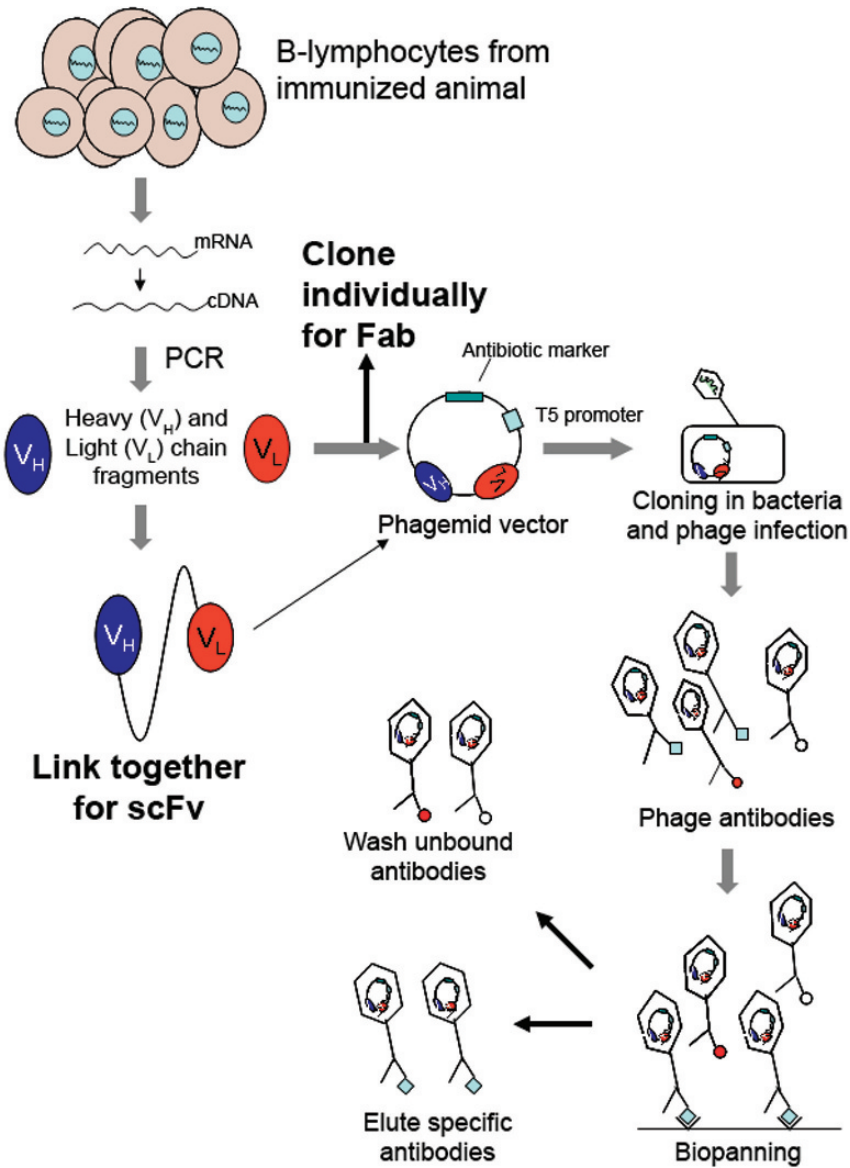 B-lymphocytes from
immunized animal
mRNA
cDNA
PCR
Clone
individually
for Fab
Antibiotic marker
T5 promoter
VH
Heavy (VH) and
Light (VL) chain
fragments
VL
VH
VL
Phagemid vector
Cloning in bacteria
and phage infection
VH
VL
Link together
for scFv
Phage antibodies
Wash unbound
antibodies
Elute specific
antibodies
Biopanning